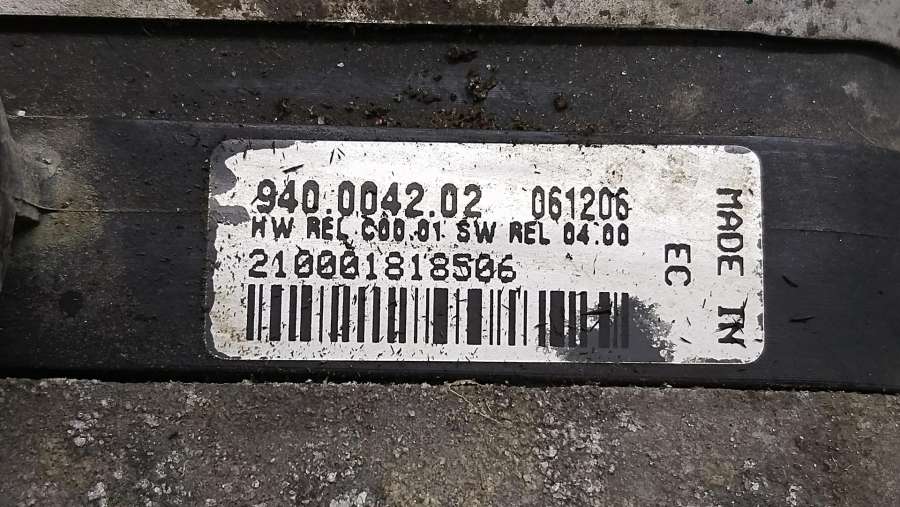 940.0042.02 061206
HW REL C00.01 SW REL 04.00
210001818506
MADE IN
EC